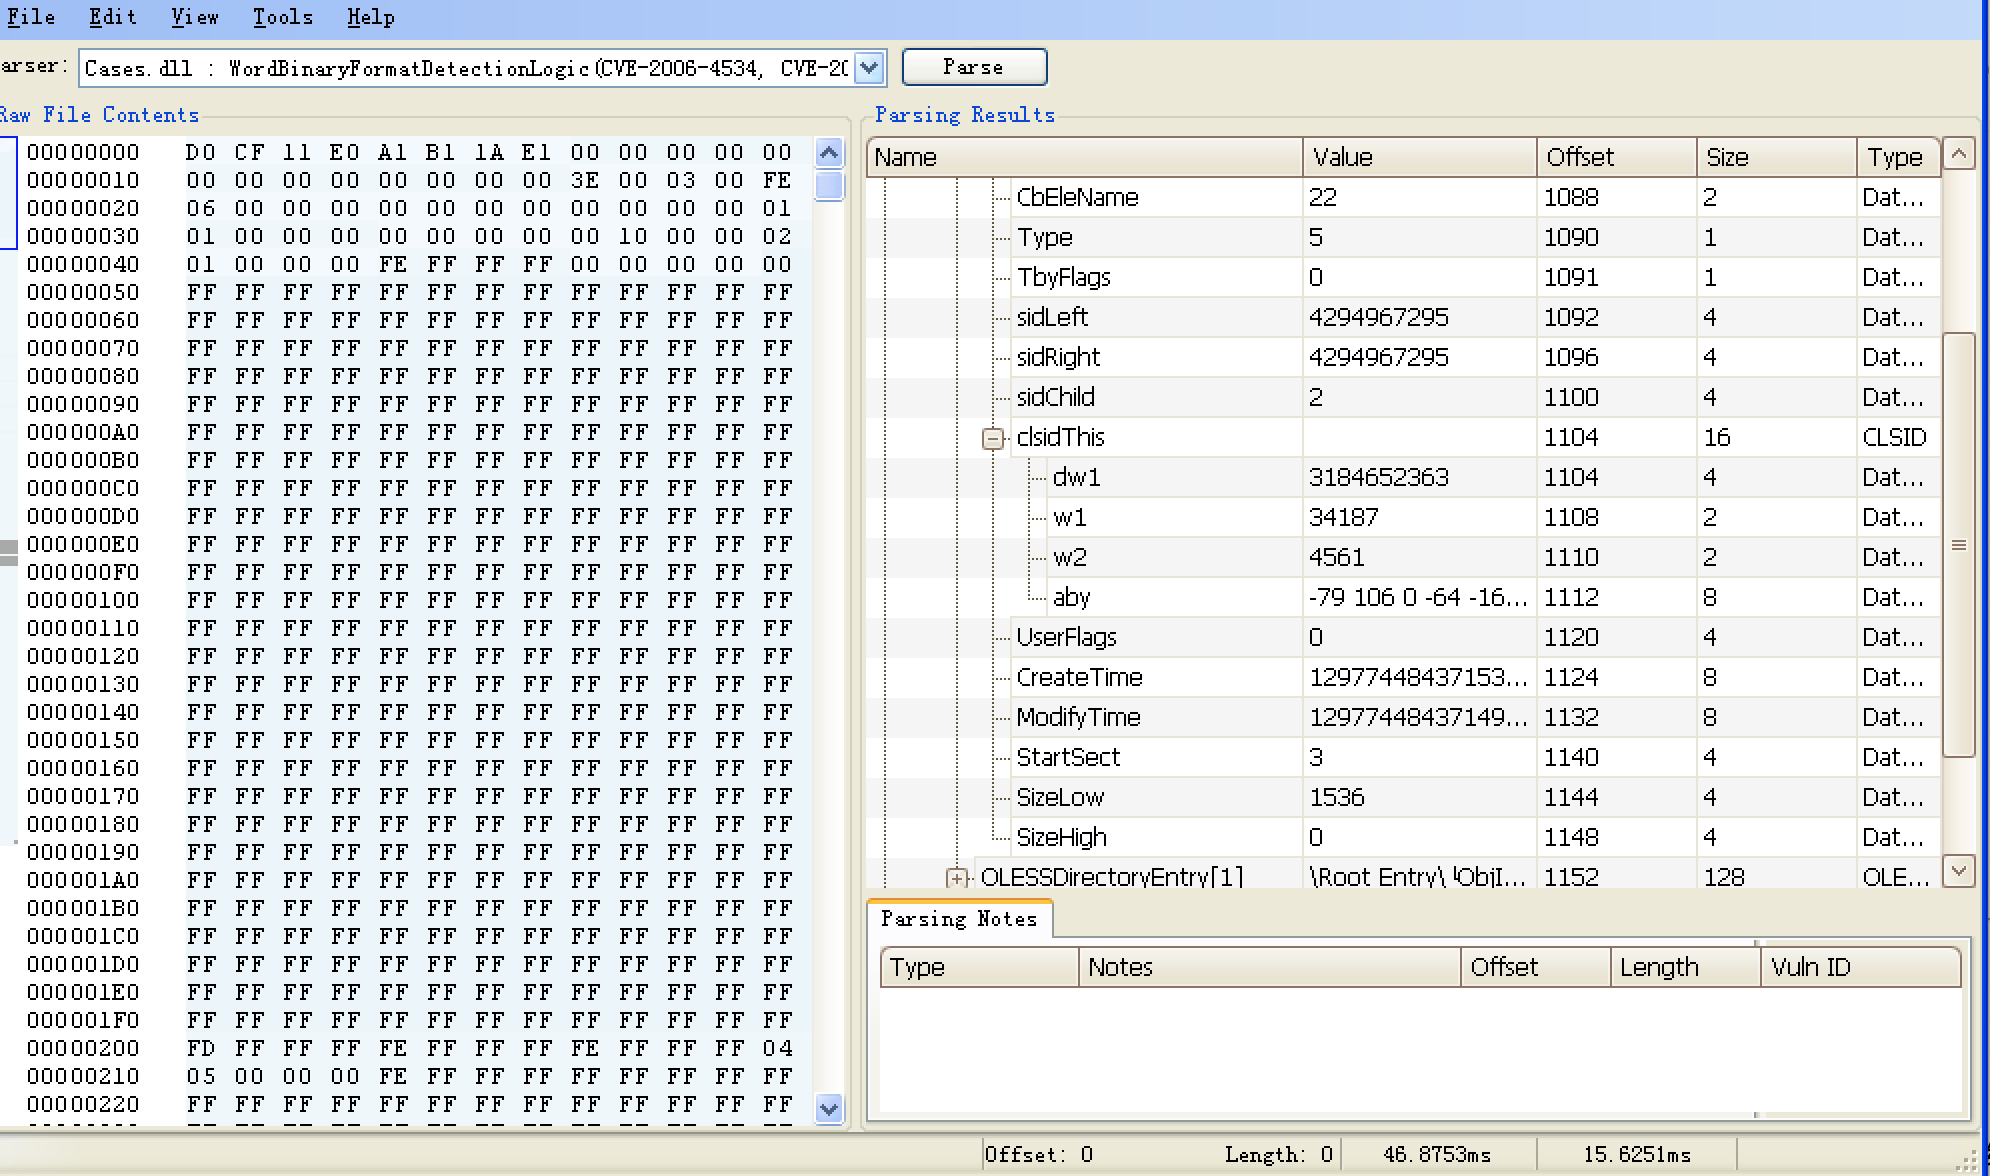 File Edit View Tools Help
arser: Cases.dll : WordBinaryFormatDetectionLogic(CVE-2006-4534, CVE-20 Parse
Raw File Contents
00000000 D0 CF 11 E0 A1 B1 1A E1 00 00 00 00 00
00000010 00 00 00 00 00 00 00 00 3E 00 03 00 FE
00000020 06 00 00 00 00 00 00 00 00 00 00 00 01
00000030 01 00 00 00 00 00 00 00 00 10 00 00 02
00000040 01 00 00 00 FE FF FF FF 00 00 00 00 00
00000050 FF FF FF FF FF FF FF FF FF FF FF FF FF
00000060 FF FF FF FF FF FF FF FF FF FF FF FF FF
00000070 FF FF FF FF FF FF FF FF FF FF FF FF FF
00000080 FF FF FF FF FF FF FF FF FF FF FF FF FF
00000090 FF FF FF FF FF FF FF FF FF FF FF FF FF
000000A0 FF FF FF FF FF FF FF FF FF FF FF FF FF
000000B0 FF FF FF FF FF FF FF FF FF FF FF FF FF
000000C0 FF FF FF FF FF FF FF FF FF FF FF FF FF
000000D0 FF FF FF FF FF FF FF FF FF FF FF FF FF
000000E0 FF FF FF FF FF FF FF FF FF FF FF FF FF
000000F0 FF FF FF FF FF FF FF FF FF FF FF FF FF
00000100 FF FF FF FF FF FF FF FF FF FF FF FF FF
00000110 FF FF FF FF FF FF FF FF FF FF FF FF FF
00000120 FF FF FF FF FF FF FF FF FF FF FF FF FF
00000130 FF FF FF FF FF FF FF FF FF FF FF FF FF
00000140 FF FF FF FF FF FF FF FF FF FF FF FF FF
00000150 FF FF FF FF FF FF FF FF FF FF FF FF FF
00000160 FF FF FF FF FF FF FF FF FF FF FF FF FF
00000170 FF FF FF FF FF FF FF FF FF FF FF FF FF
00000180 FF FF FF FF FF FF FF FF FF FF FF FF FF
00000190 FF FF FF FF FF FF FF FF FF FF FF FF FF
000001A0 FF FF FF FF FF FF FF FF FF FF FF FF FF
000001B0 FF FF FF FF FF FF FF FF FF FF FF FF FF
000001C0 FF FF FF FF FF FF FF FF FF FF FF FF FF
000001D0 FF FF FF FF FF FF FF FF FF FF FF FF FF
000001E0 FF FF FF FF FF FF FF FF FF FF FF FF FF
000001F0 FF FF FF FF FF FF FF FF FF FF FF FF FF
00000200 FD FF FF FF FE FF FF FF FE FF FF FF 04
00000210 05 00 00 00 FE FF FF FF FF FF FF FF FF
00000220 FF FF FF FF FF FF FF FF FF FF FF FF FF
Parsing Results
Name Value Offset Size Type
CbEleName 22 1088 2 Dat...
Type 5 1090 1 Dat...
TbyFlags 0 1091 1 Dat...
sidLeft 4294967295 1092 4 Dat...
sidRight 4294967295 1096 4 Dat...
sidChild 2 1100 4 Dat...
clsidThis 1104 16 CLSID
dw1 3184652363 1104 4 Dat...
w1 34187 1108 2 Dat...
w2 4561 1110 2 Dat...
aby -79 106 0 -64 -16... 1112 8 Dat...
UserFlags 0 1120 4 Dat...
CreateTime 12977448437153... 1124 8 Dat...
ModifyTime 12977448437149... 1132 8 Dat...
StartSect 3 1140 4 Dat...
SizeLow 1536 1144 4 Dat...
SizeHigh 0 1148 4 Dat...
OLESSDirectoryEntry[1] \Root Entry\ ObjI... 1152 128 OLE...
Parsing Notes
Type Notes Offset Length Vuln ID
Offset: 0 Length: 0 46.8753ms 15.6251ms